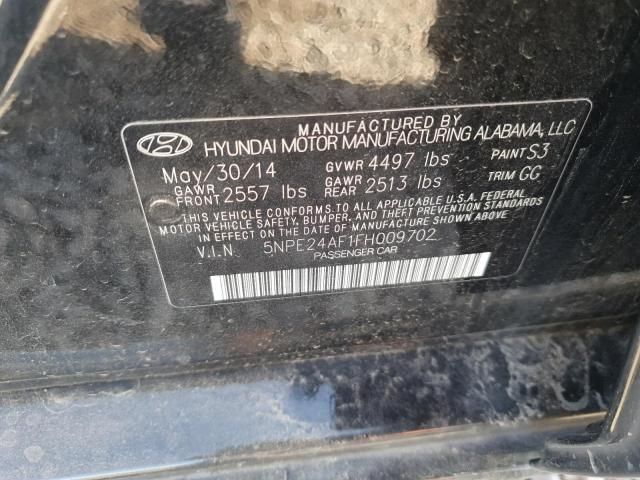 MANUFACTURED BY
HYUNDAI MOTOR MANUFACTURING ALABAMA, LLC
May/30/14 GVWR 4497 lbs PAINT S3
GAWR FRONT 2557 lbs GAWR REAR 2513 lbs TRIM GG
THIS VEHICLE CONFORMS TO ALL APPLICABLE U.S.A. FEDERAL
MOTOR VEHICLE SAFETY, BUMPER, AND THEFT PREVENTION
STANDARDS IN EFFECT ON THE DATE OF MANUFACTURE SHOWN ABOVE.
V.I.N. 5NPE24AF1FH009702
PASSENGER CAR